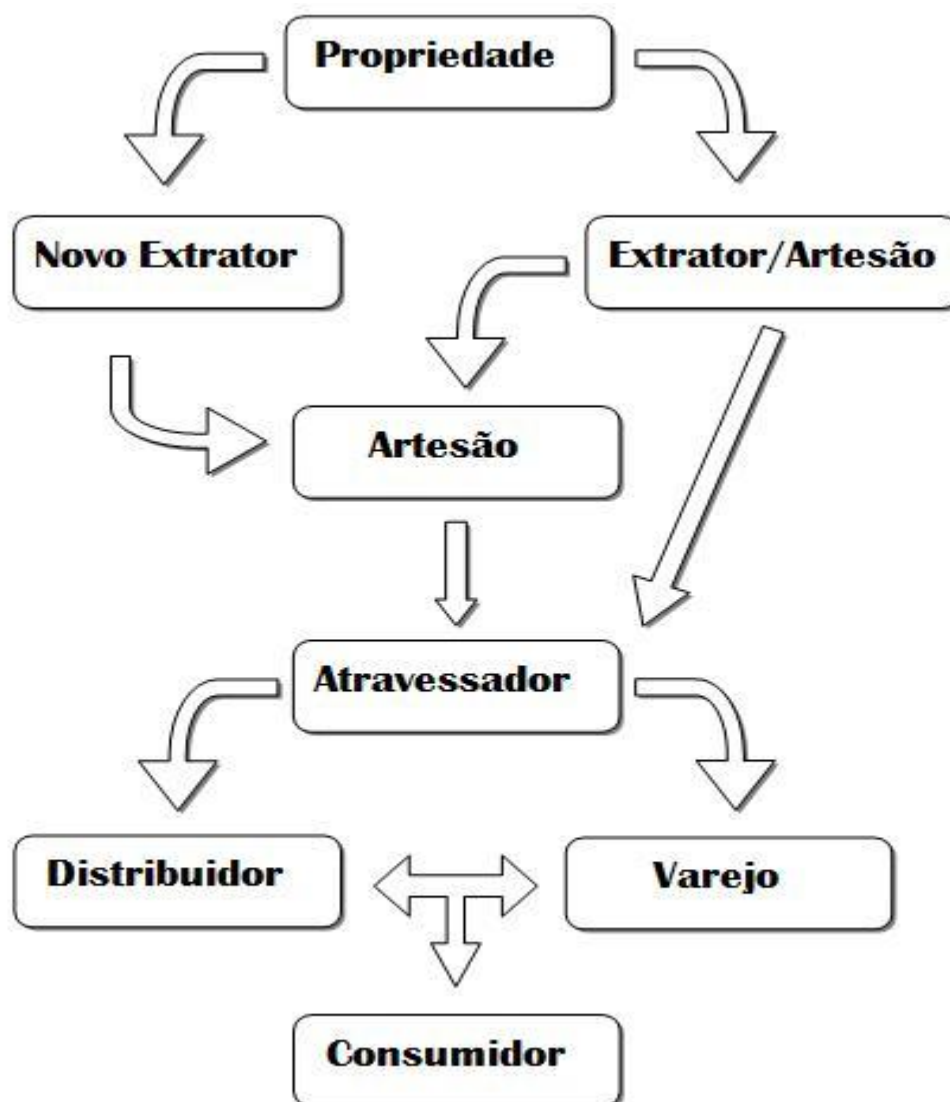 Propriedade
Novo Extrator
Extrator/Artesão
Artesão
Atravessador
Distribuidor
Varejo
Consumidor